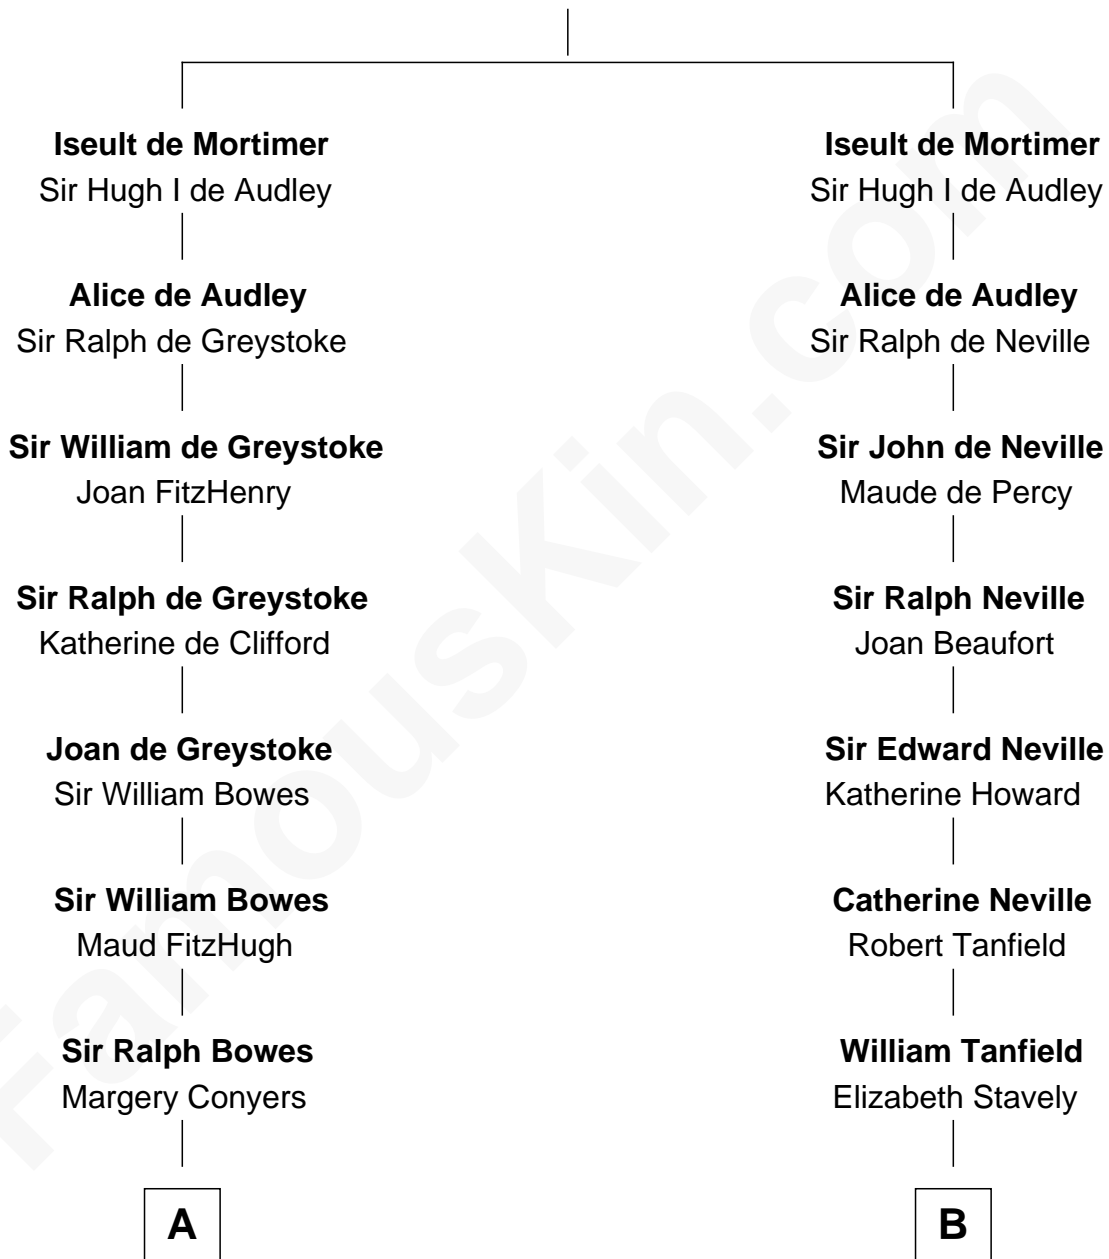 Iseult de Mortimer
Sir Hugh I de Audley
Alice de Audley
Sir Ralph de Greystoke
Sir William de Greystoke
Joan FitzHenry
Sir Ralph de Greystoke
Katherine de Clifford
Joan de Greystoke
Sir William Bowes
Sir William Bowes
Maud FitzHugh
Sir Ralph Bowes
Margery Conyers
A
Iseult de Mortimer
Sir Hugh I de Audley
Alice de Audley
Sir Ralph de Neville
Sir John de Neville
Maude de Percy
Sir Ralph Neville
Joan Beaufort
Sir Edward Neville
Katherine Howard
Catherine Neville
Robert Tanfield
William Tanfield
Elizabeth Stavely
B
FamousKin.com